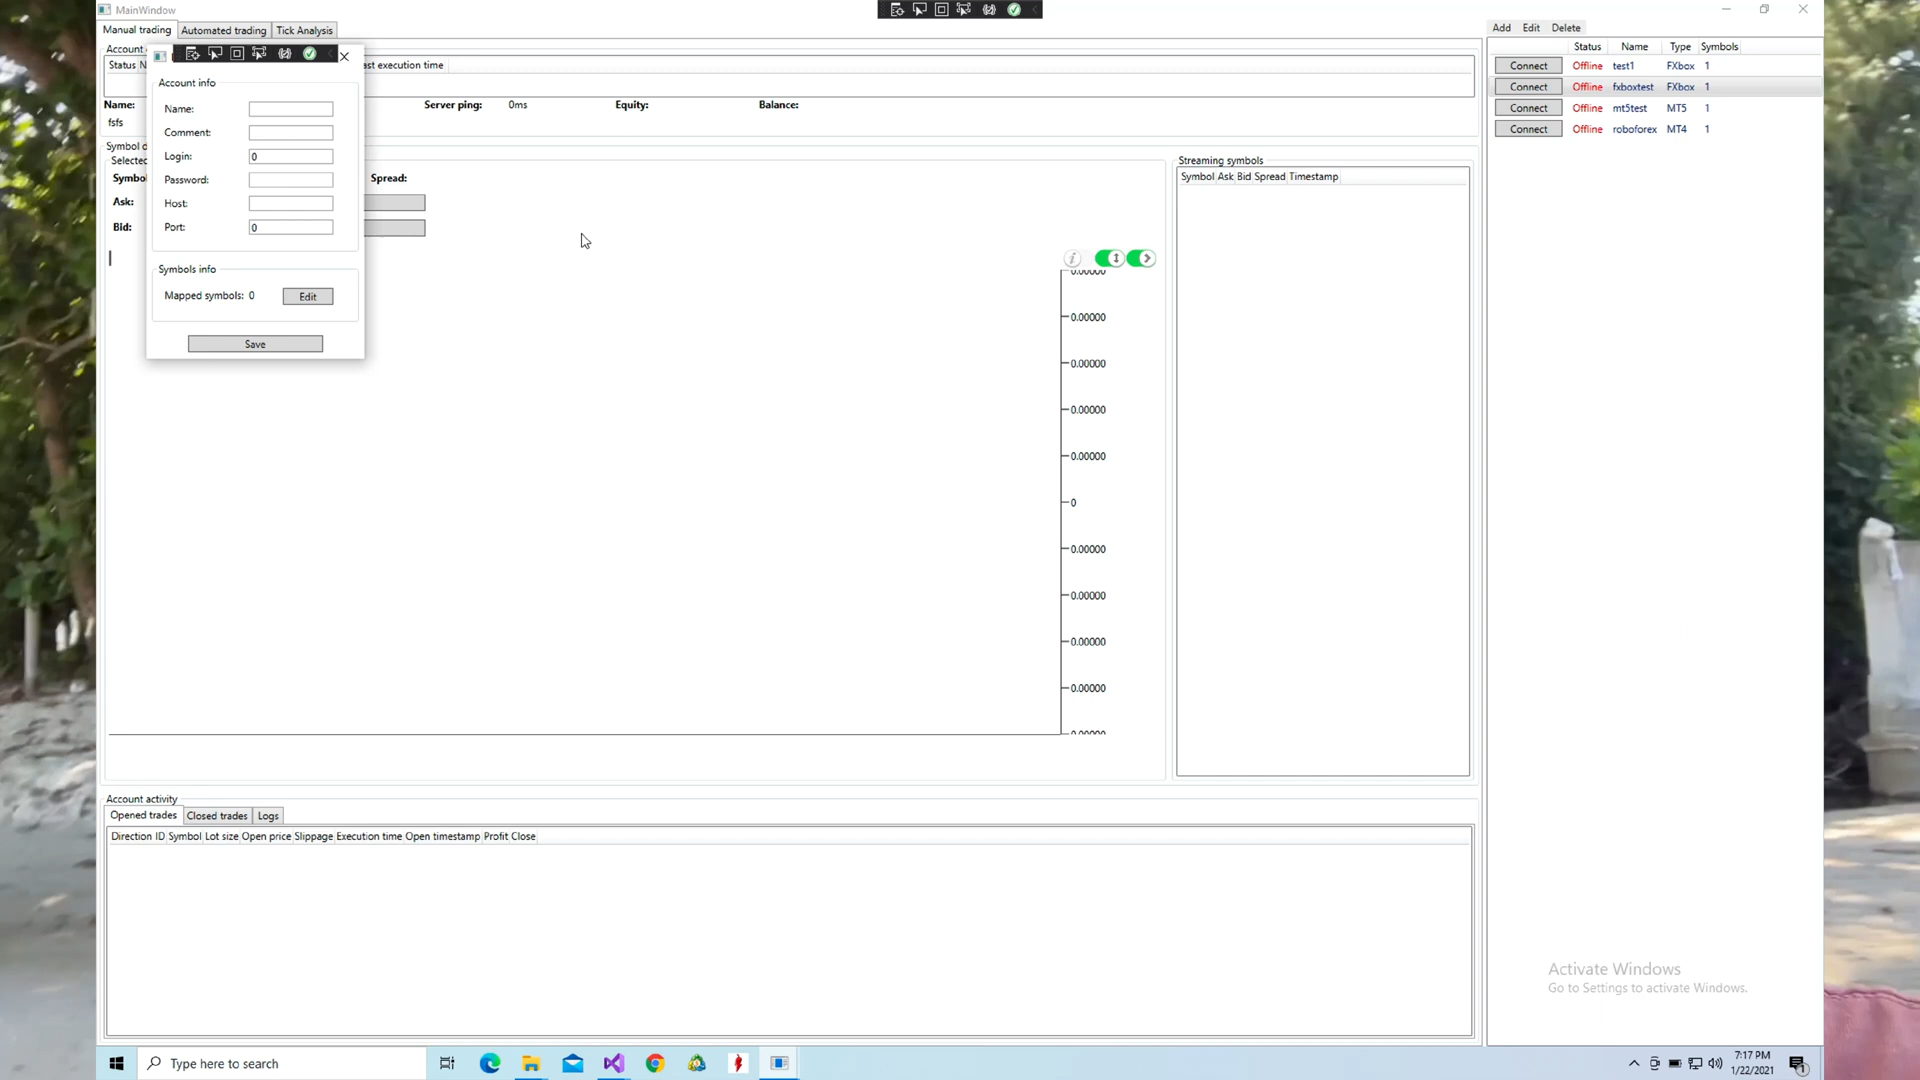 MainWindow
Manual trading Automated trading Tick Analysis
Account
Status N ast execution time
Name: Server ping: 0ms Equity: Balance:
fsfs
Symbol d
Selected
Symbol Spread:
Ask:
Bid:
Account info
Name:
Comment:
Login: 0
Password:
Host:
Port: 0
Symbols info
Mapped symbols: 0 Edit
Save
0.00000
0.00000
0.00000
0.00000
0.00000
0
0.00000
0.00000
0.00000
0.00000
0.00000
Streaming symbols
Symbol Ask Bid Spread Timestamp
Add Edit Delete
Status Name Type Symbols
Connect Offline test1 FXbox 1
Connect Offline fxboxtest FXbox 1
Connect Offline mt5test MT5 1
Connect Offline roboforex MT4 1
Account activity
Opened trades Closed trades Logs
Direction ID Symbol Lot size Open price Slippage Execution time Open timestamp Profit Close
Activate Windows
Go to Settings to activate Windows.
Type here to search
7:17 PM
1/22/2021
1